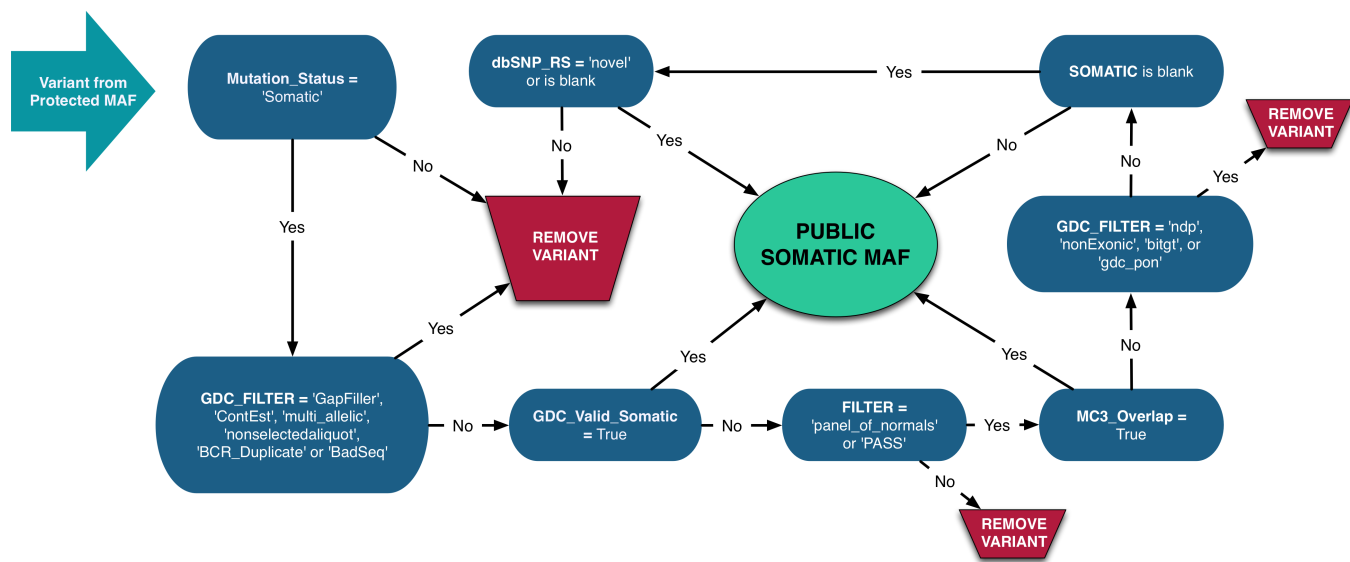 Variant from
Protected MAF
Mutation_Status =
'Somatic'
dbSNP_RS = 'novel'
or is blank
Yes
SOMATIC is blank
REMOVE
VARIANT
No
No
Yes
No
No
Yes
Yes
REMOVE
VARIANT
PUBLIC
SOMATIC MAF
GDC_FILTER = 'ndp',
'nonExonic', 'bitgt', or
'gdc_pon'
Yes
Yes
Yes
No
GDC_FILTER = 'GapFiller',
'ContEst', 'multi_allelic',
'nonselectedaliquot',
'BCR_Duplicate' or 'BadSeq'
No
GDC_Valid_Somatic
= True
No
FILTER =
'panel_of_normals'
or 'PASS'
Yes
MC3_Overlap =
True
No
REMOVE
VARIANT